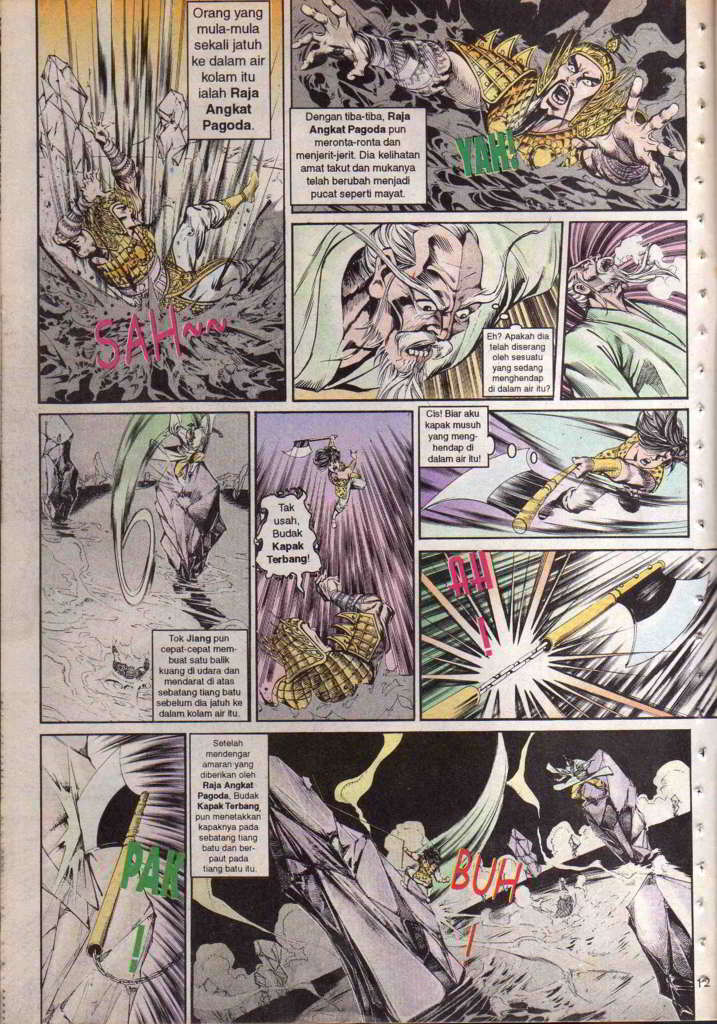 Orang yang
mula-mula
sekali jatuh
ke dalam air
kolam itu
ialah Raja
Angkat
Pagoda.
SAH~~
Dengan tiba-tiba, Raja
Angkat Pagoda pun
meronta-ronta dan
menjerit-jerit. Dia kelihatan
amat takut dan mukanya
telah berubah menjadi
pucat seperti mayat.
YAH!
Eh? Apakah dia
telah diserang
oleh sesuatu
yang sedang
menghendap
di dalam air itu?
Tok Jiang pun
cepat-cepat mem-
buat satu balik
kuang di udara dan
mendarat di atas
sebatang tiang batu
sebelum dia jatuh ke
dalam kolam air itu.
Tak
usah,
Budak
Kapak
Terbang!
Cis! Biar aku
kapak musuh
yang meng-
hendap di
dalam air itu!
AH
!
PAK
!
Setelah
mendengar
amaran yang
diberikan oleh
Raja Angkat
Pagoda, Budak
Kapak Terbang
pun menetakkan
kapaknya pada
sebatang tiang
batu dan ber-
paut pada
tiang batu itu.
BUH
!
12